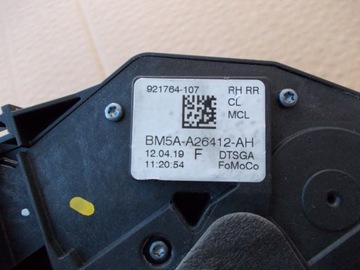 921764-107 RH RR
CL
MCL
BM5A-A26412-AH
12.04.19 F DTSGA
11:20:54 FoMoCo